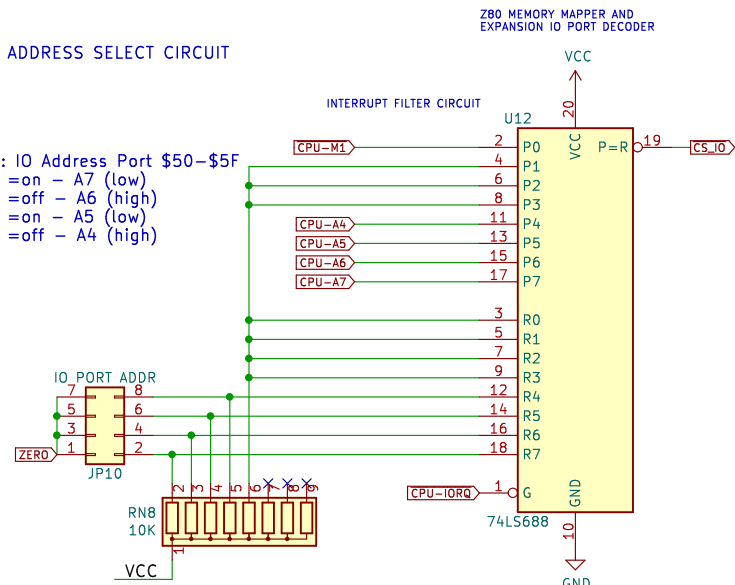 Z80 MEMORY MAPPER AND
EXPANSION IO PORT DECODER
ADDRESS SELECT CIRCUIT
VCC
INTERRUPT FILTER CIRCUIT
U12
20
VCC
CPU-M1 2 P0 P=R 19 CS_IO
: IO Address Port $50-$5F
4 P1
=on - A7 (low)
6 P2
=off - A6 (high)
8 P3
=on - A5 (low)
CPU-A4 11 P4
=off - A4 (high)
CPU-A5 13 P5
CPU-A6 15 P6
CPU-A7 17 P7
3 R0
5 R1
7 R2
IO PORT ADDR
9 R3
7 8 12 R4
5 6 14 R5
3 4 16 R6
ZERO 1 2 18 R7
JP10
2 3 4 5 6 7 8 9
CPU-IORQ 1 G
GND
RN8
10K
74LS688
10
1
VCC
GND